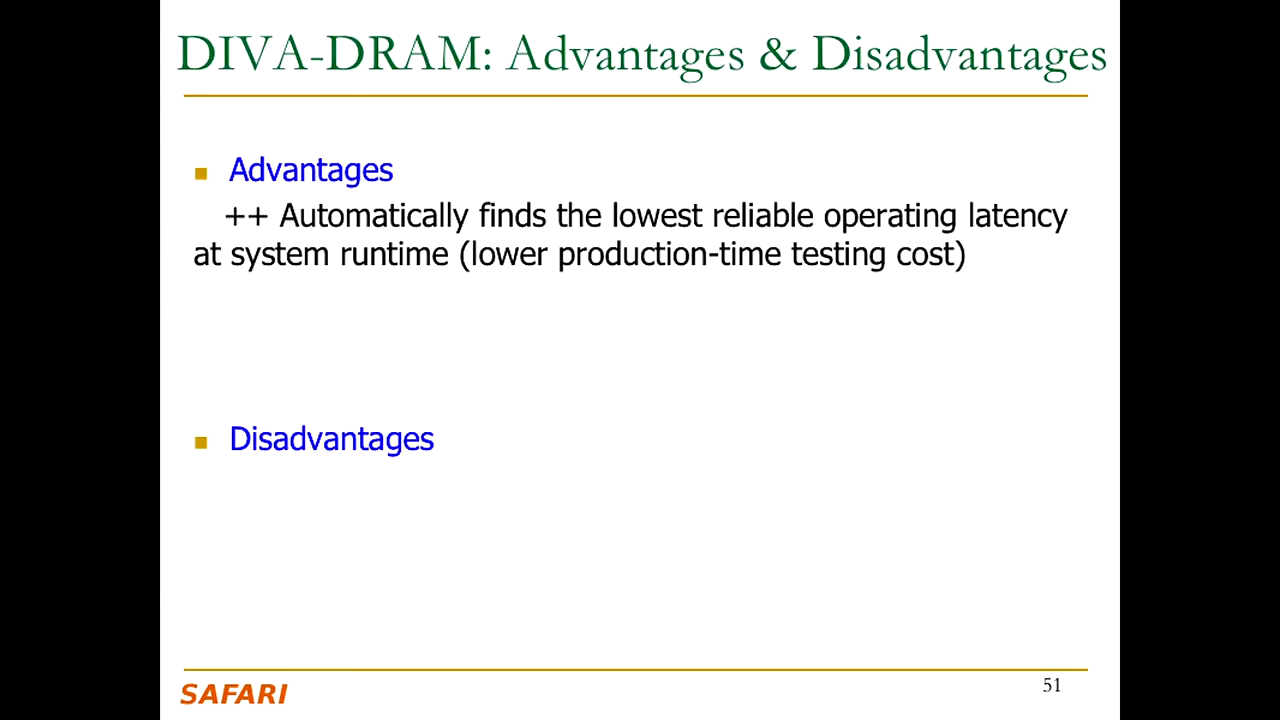 DIVA-DRAM: Advantages & Disadvantages
Advantages
++ Automatically finds the lowest reliable operating latency
at system runtime (lower production-time testing cost)
Disadvantages
SAFARI
51